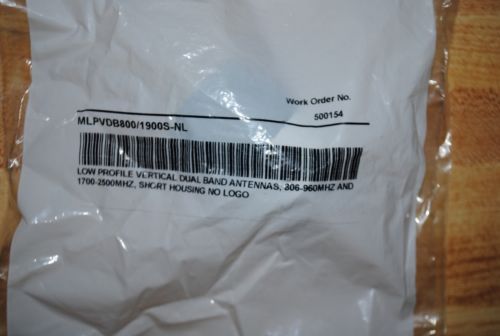 Work Order No.
500154
MLPVDB800/1900S-NL
LOW PROFILE VERTICAL DUAL BAND ANTENNAS, 806-960MHZ AND
1700-2500MHZ, SHORT HOUSING NO LOGO